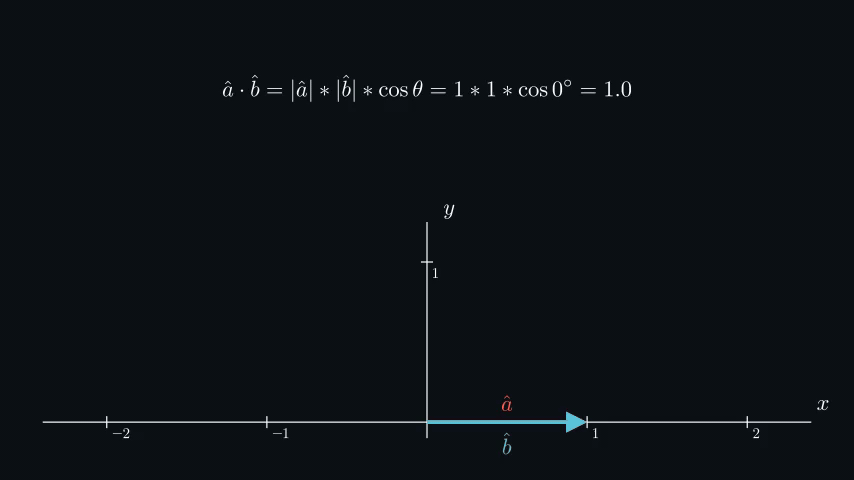 â · b̂ = |â| * |b̂| * cos θ = 1 * 1 * cos 0° = 1.0
y
1
â
x
−2
−1
1
2
b̂